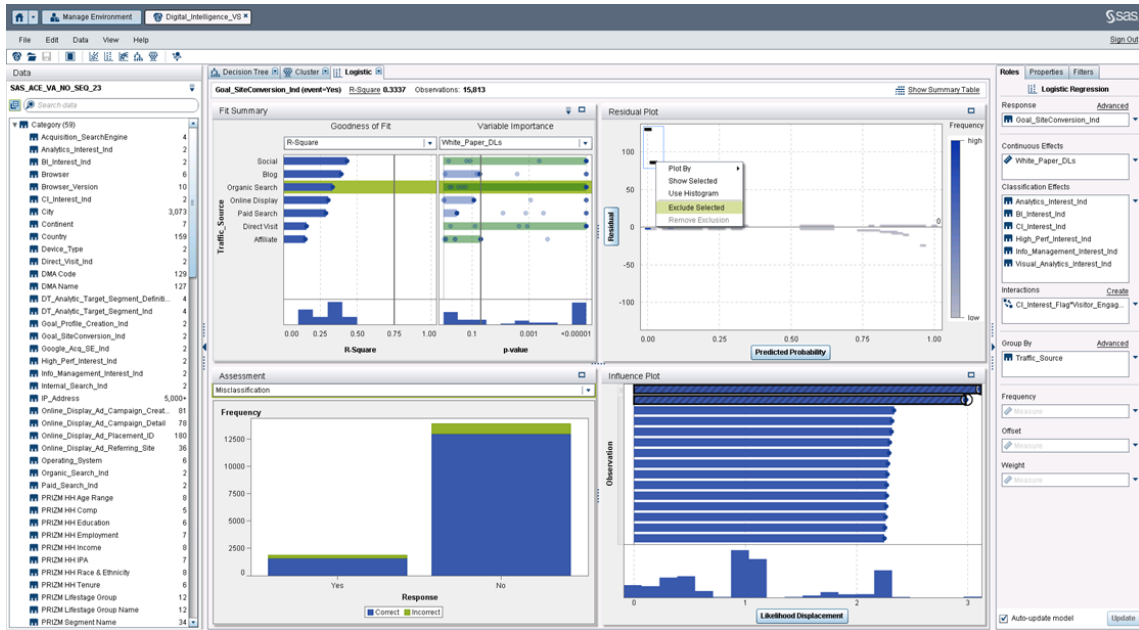 Manage Environment
Digital_Intelligence_VS
sas
File Edit Data View Help
Sign Out
Data
SAS_ACE_VA_NO_SEQ_23
Search data
Category (59)
Acquisition_SearchEngine 4
Analytics_Interest_Ind 2
BI_Interest_Ind 2
Browser 6
Browser_Version 10
CI_Interest_Ind 2
City 3,073
Continent 7
Country 159
Device_Type 2
Direct_Visit_Ind 2
DMA Code 129
DMA Name 127
DT_Analytic_Target_Segment_Definiti... 4
DT_Analytic_Target_Segment_Ind 2
Goal_Profile_Creation_Ind 2
Goal_SiteConversion_Ind 2
Google_Acq_SE_Ind 2
High_Perf_Interest_Ind 2
Info_Management_Interest_Ind 2
Internal_Search_Ind 2
IP_Address 5,000+
Online_Display_Ad_Campaign_Creat... 81
Online_Display_Ad_Campaign_Detail 78
Online_Display_Ad_Placement_ID 180
Online_Display_Ad_Referring_Site 36
Operating_System 6
Organic_Search_Ind 2
Paid_Search_Ind 2
PRIZM HH Age Range 8
PRIZM HH Comp 5
PRIZM HH Education 6
PRIZM HH Employment 7
PRIZM HH Income 8
PRIZM HH IPA 7
PRIZM HH Race & Ethnicity 8
PRIZM HH Tenure 6
PRIZM Lifestage Group 12
PRIZM Lifestage Group Name 12
PRIZM Segment Name 34
Decision Tree Cluster Logistic
Goal_SiteConversion_Ind (event=Yes) R-Square 0.3337 Observations: 15,813
Show Summary Table
Fit Summary
Goodness of Fit Variable Importance
R-Square White_Paper_DLs
Traffic_Source
Social
Blog
Organic Search
Online Display
Paid Search
Direct Visit
Affiliate
0.00 0.25 0.50 0.75 1.00 0.1 0.001 <0.00001
R-Square p-value
Residual Plot
Frequency
high
low
Residual
100
50
0
-50
-100
0
Plot By
Show Selected
Use Histogram
Exclude Selected
Remove Exclusion
0.00 0.25 0.50 0.75 1.00
Predicted Probability
Assessment
Misclassification
Frequency
12500
10000
7500
5000
2500
0
Yes No
Response
Correct Incorrect
Influence Plot
Observation
0 1 2 3
Likelihood Displacement
Roles Properties Filters
Logistic Regression
Response Advanced
Goal_SiteConversion_Ind
Continuous Effects
White_Paper_DLs
Classification Effects
Analytics_Interest_Ind
BI_Interest_Ind
CI_Interest_Ind
High_Perf_Interest_Ind
Info_Management_Interest_Ind
Visual_Analytics_Interest_Ind
Interactions Create
CI_Interest_Flag*Visitor_Engag...
Group By Advanced
Traffic_Source
Frequency
Measure
Offset
Measure
Weight
Measure
Auto-update model
Update